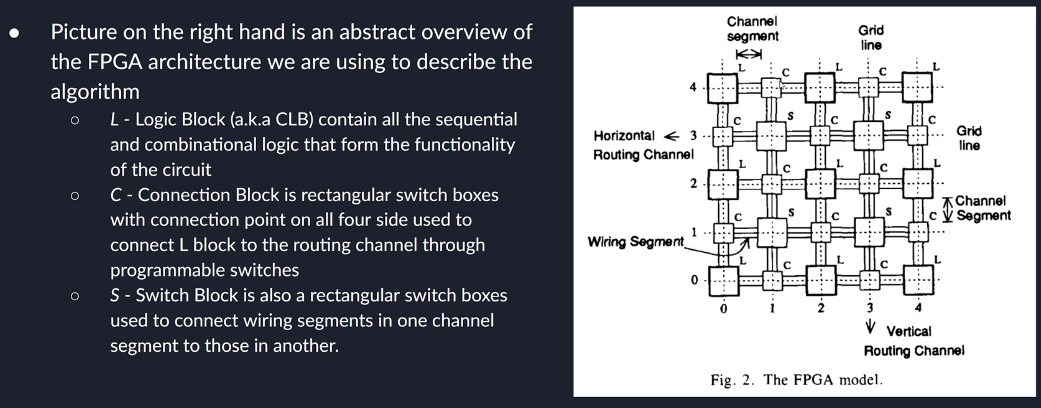 Picture on the right hand is an abstract overview of
the FPGA architecture we are using to describe the
algorithm
L - Logic Block (a.k.a CLB) contain all the sequential
and combinational logic that form the functionality
of the circuit
C - Connection Block is rectangular switch boxes
with connection point on all four side used to
connect L block to the routing channel through
programmable switches
S - Switch Block is also a rectangular switch boxes
used to connect wiring segments in one channel
segment to those in another.
Channel
segment
Grid
line
L C L C L
4
C S C S C
Horizontal
Routing Channel
3
Grid
line
L C L C L
2
Channel
Segment
C S C S C
1
Wiring Segment
L C L C L
0
0 1 2 3 4
Vertical
Routing Channel
Fig. 2. The FPGA model.